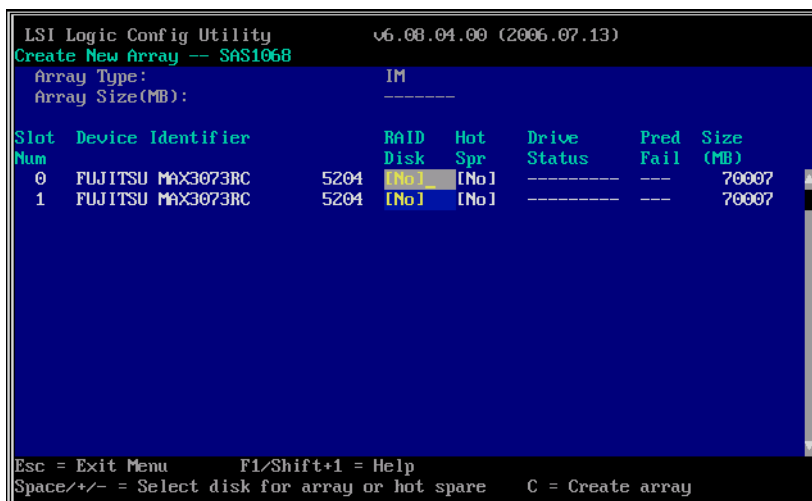 LSI Logic Config Utility v6.08.04.00 (2006.07.13)
Create New Array -- SAS1068
Array Type: IM
Array Size(MB): -------
Slot Device Identifier RAID Hot Drive Pred Size
Num Disk Spr Status Fail (MB)
0 FUJITSU MAX3073RC 5204 [No]_ [No] --------- --- 70007
1 FUJITSU MAX3073RC 5204 [No] [No] --------- --- 70007
Esc = Exit Menu F1/Shift+1 = Help
Space/+/- = Select disk for array or hot spare C = Create array